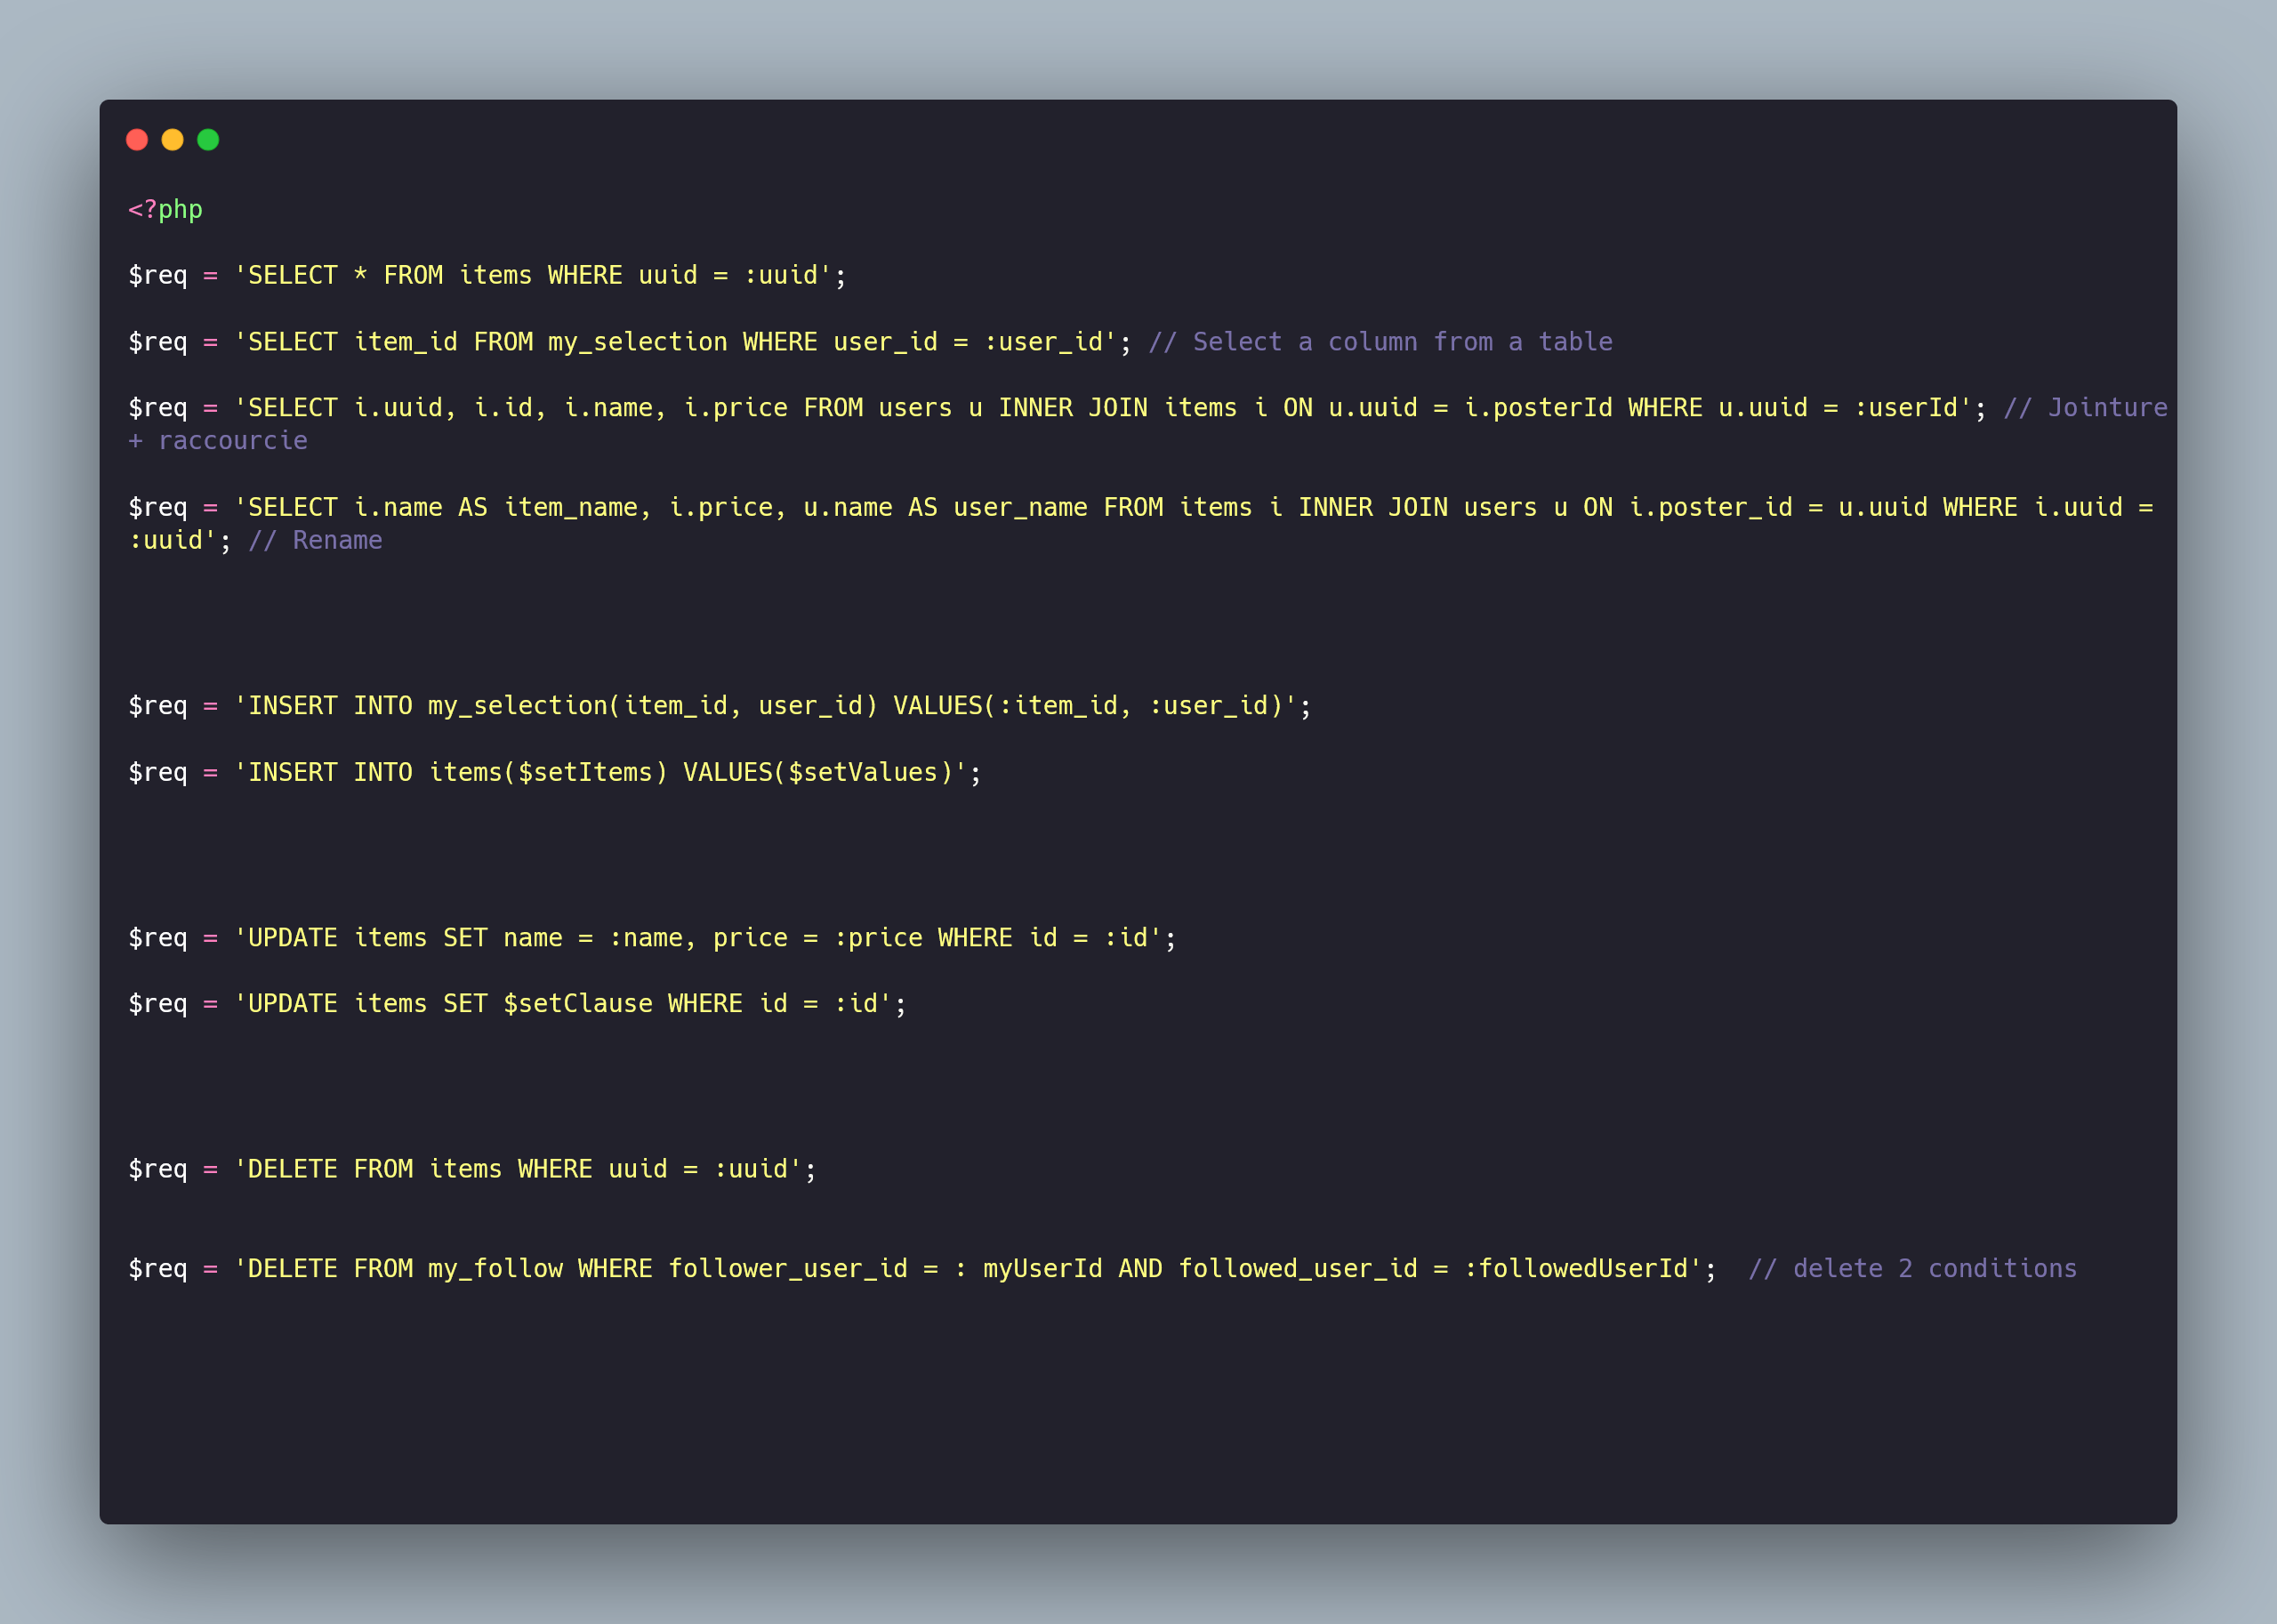 <?php
$req = 'SELECT * FROM items WHERE uuid = :uuid';
$req = 'SELECT item_id FROM my_selection WHERE user_id = :user_id'; // Select a column from a table
$req = 'SELECT i.uuid, i.id, i.name, i.price FROM users u INNER JOIN items i ON u.uuid = i.posterId WHERE u.uuid = :userId'; // Jointure
+ raccourcie
$req = 'SELECT i.name AS item_name, i.price, u.name AS user_name FROM items i INNER JOIN users u ON i.poster_id = u.uuid WHERE i.uuid =
:uuid'; // Rename
$req = 'INSERT INTO my_selection(item_id, user_id) VALUES(:item_id, :user_id)';
$req = 'INSERT INTO items($setItems) VALUES($setValues)';
$req = 'UPDATE items SET name = :name, price = :price WHERE id = :id';
$req = 'UPDATE items SET $setClause WHERE id = :id';
$req = 'DELETE FROM items WHERE uuid = :uuid';
$req = 'DELETE FROM my_follow WHERE follower_user_id = : myUserId AND followed_user_id = :followedUserId';  // delete 2 conditions